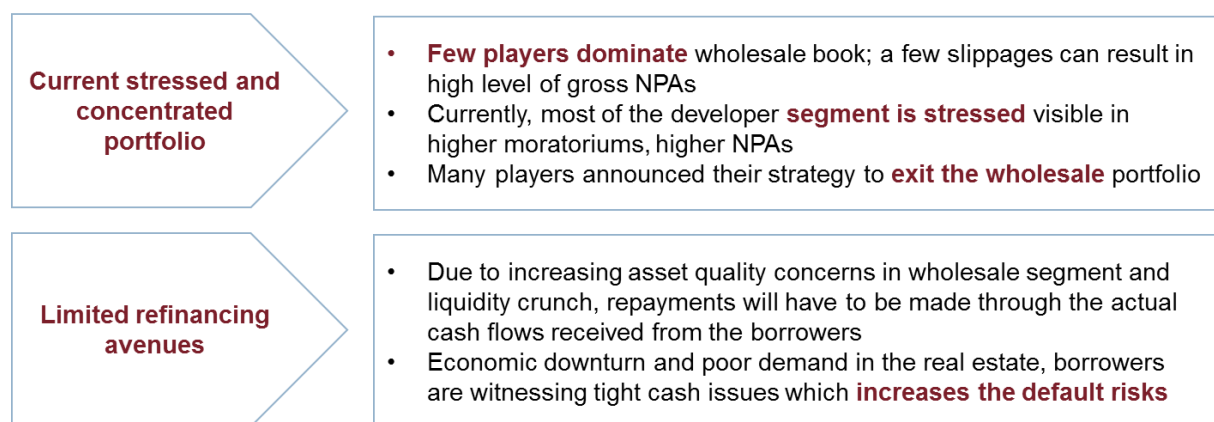 Current stressed and
concentrated
portfolio
• Few players dominate wholesale book; a few slippages can result in
high level of gross NPAs
• Currently, most of the developer segment is stressed visible in
higher moratoriums, higher NPAs
• Many players announced their strategy to exit the wholesale portfolio
Limited refinancing
avenues
• Due to increasing asset quality concerns in wholesale segment and
liquidity crunch, repayments will have to be made through the actual
cash flows received from the borrowers
• Economic downturn and poor demand in the real estate, borrowers
are witnessing tight cash issues which increases the default risks